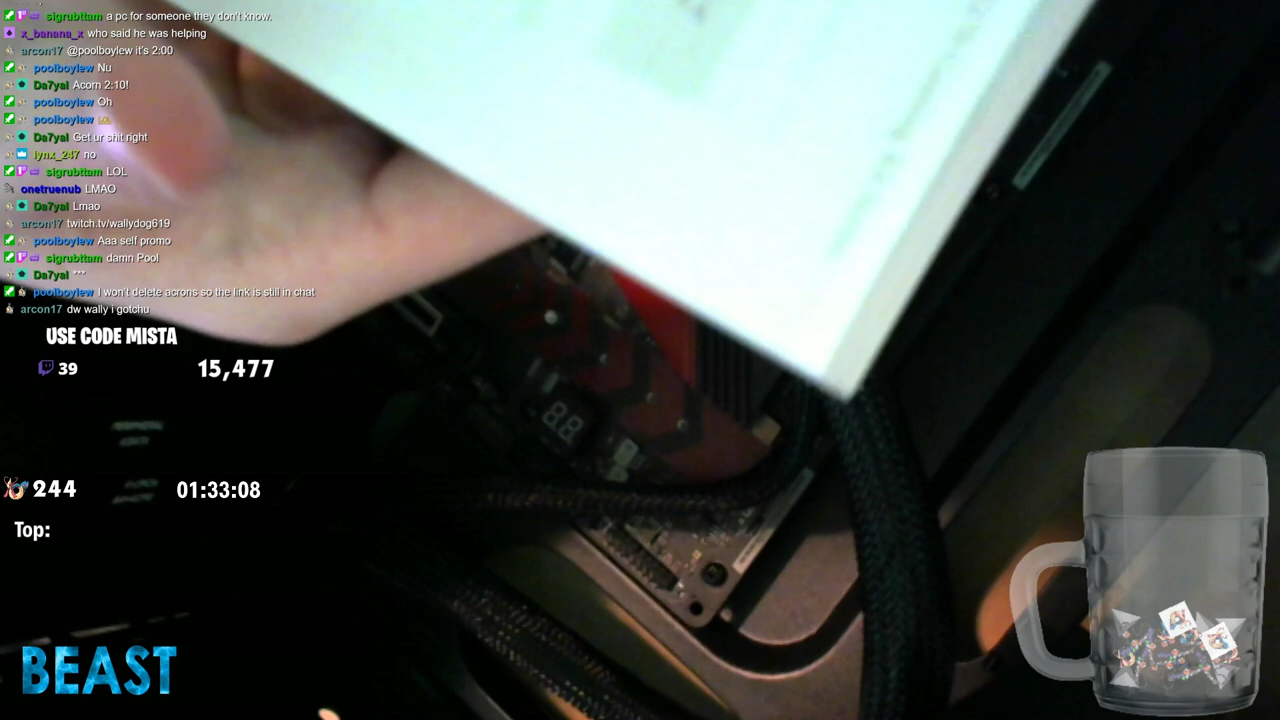 sigrubttam a pc for someone they don't know.
x_banana_x who said he was helping
arcon17 @poolboylew it's 2:00
poolboylew Nu
Da7yal Acorn 2:10!
poolboylew Oh
poolboylew
Da7yal Get ur shit right
lynx_247 no
sigrubttam LOL
onetruenub LMAO
Da7yal Lmao
arcon17 twitch.tv/wallydog619
poolboylew Aaa self promo
sigrubttam damn Pool
Da7yal ***
poolboylew I won't delete acrons so the link is still in chat
arcon17 dw wally i gotchu
USE CODE MISTA
39 15,477
244 01:33:08
Top:
BEAST